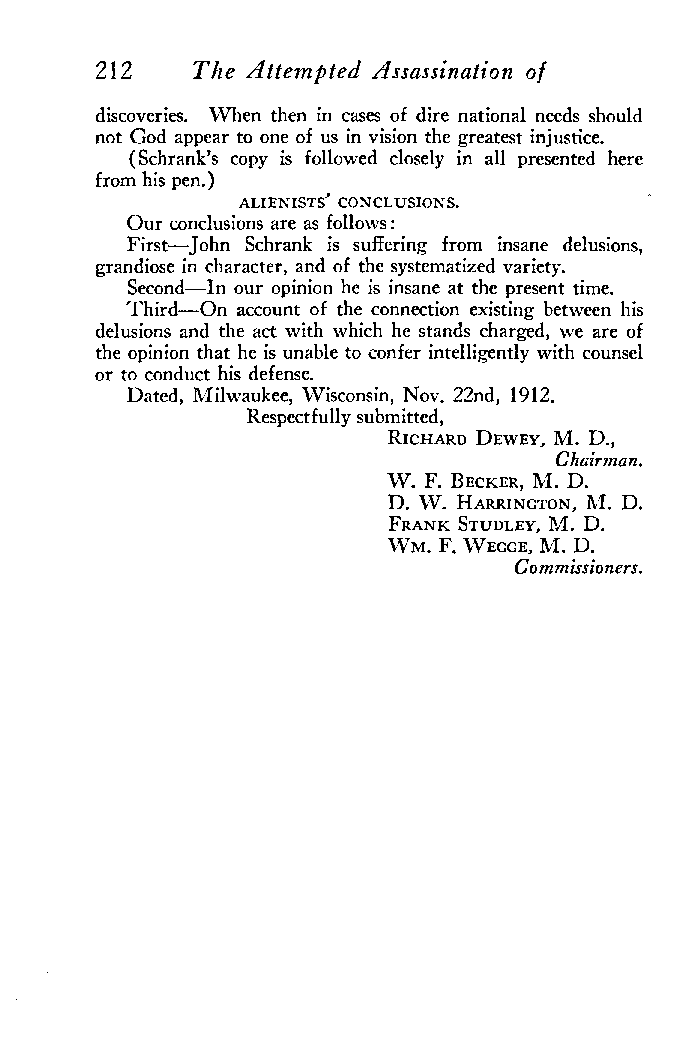 212 The Attempted Assassination of
discoveries. When then in cases of dire national needs should
not God appear to one of us in vision the greatest injustice.
(Schrank's copy is followed closely in all presented here
from his pen.)
ALIENISTS' CONCLUSIONS.
Our conclusions are as follows:
First—John Schrank is suffering from insane delusions,
grandiose in character, and of the systematized variety.
Second—In our opinion he is insane at the present time.
Third—On account of the connection existing between his
delusions and the act with which he stands charged, we are of
the opinion that he is unable to confer intelligently with counsel
or to conduct his defense.
Dated, Milwaukee, Wisconsin, Nov. 22nd, 1912.
Respectfully submitted,
RICHARD DEWEY, M. D.,
Chairman.
W. F. BECKER, M. D.
D. W. HARRINGTON, M. D.
FRANK STUDLEY, M. D.
WM. F. WEGGE, M. D.
Commissioners.